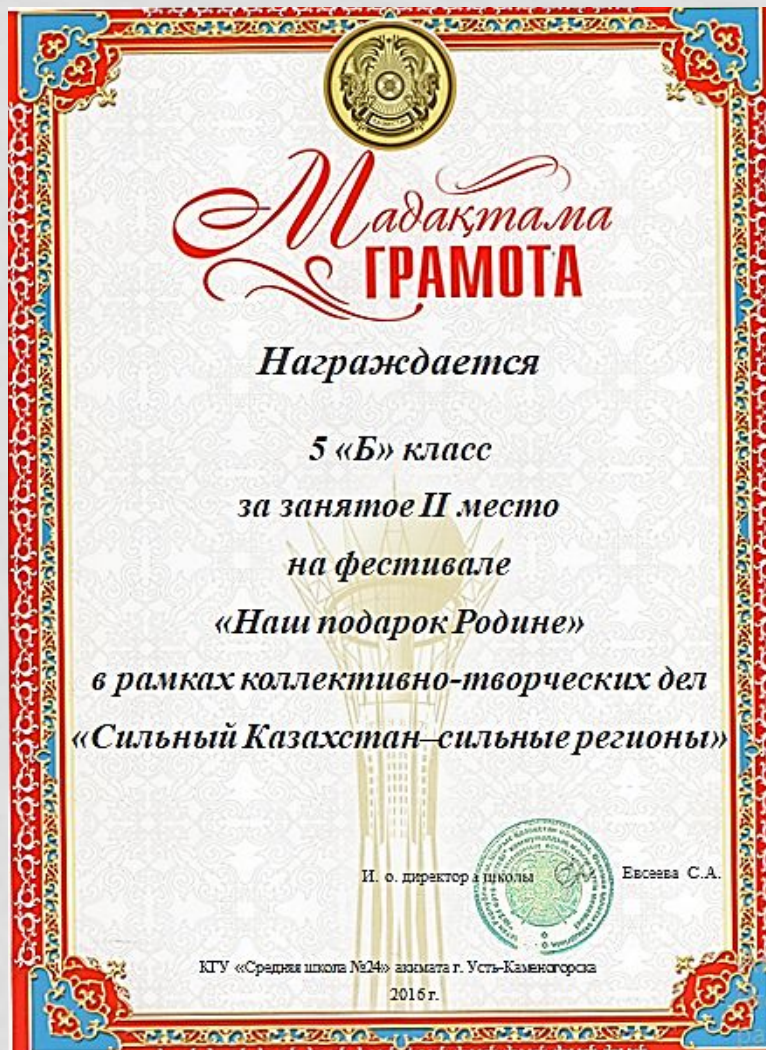 ҚАЗАҚСТАН
Мадақтама
ГРАМОТА
Награждается
5 «Б» класс
за занятое II место
на фестивале
«Наш подарок Родине»
в рамках коллективно-творческих дел
«Сильный Казахстан–сильные регионы»
И. о. директора школы Евсеева С.А.
КГУ «Средняя школа №24» акимата г. Усть-Каменогорска
2016 г.